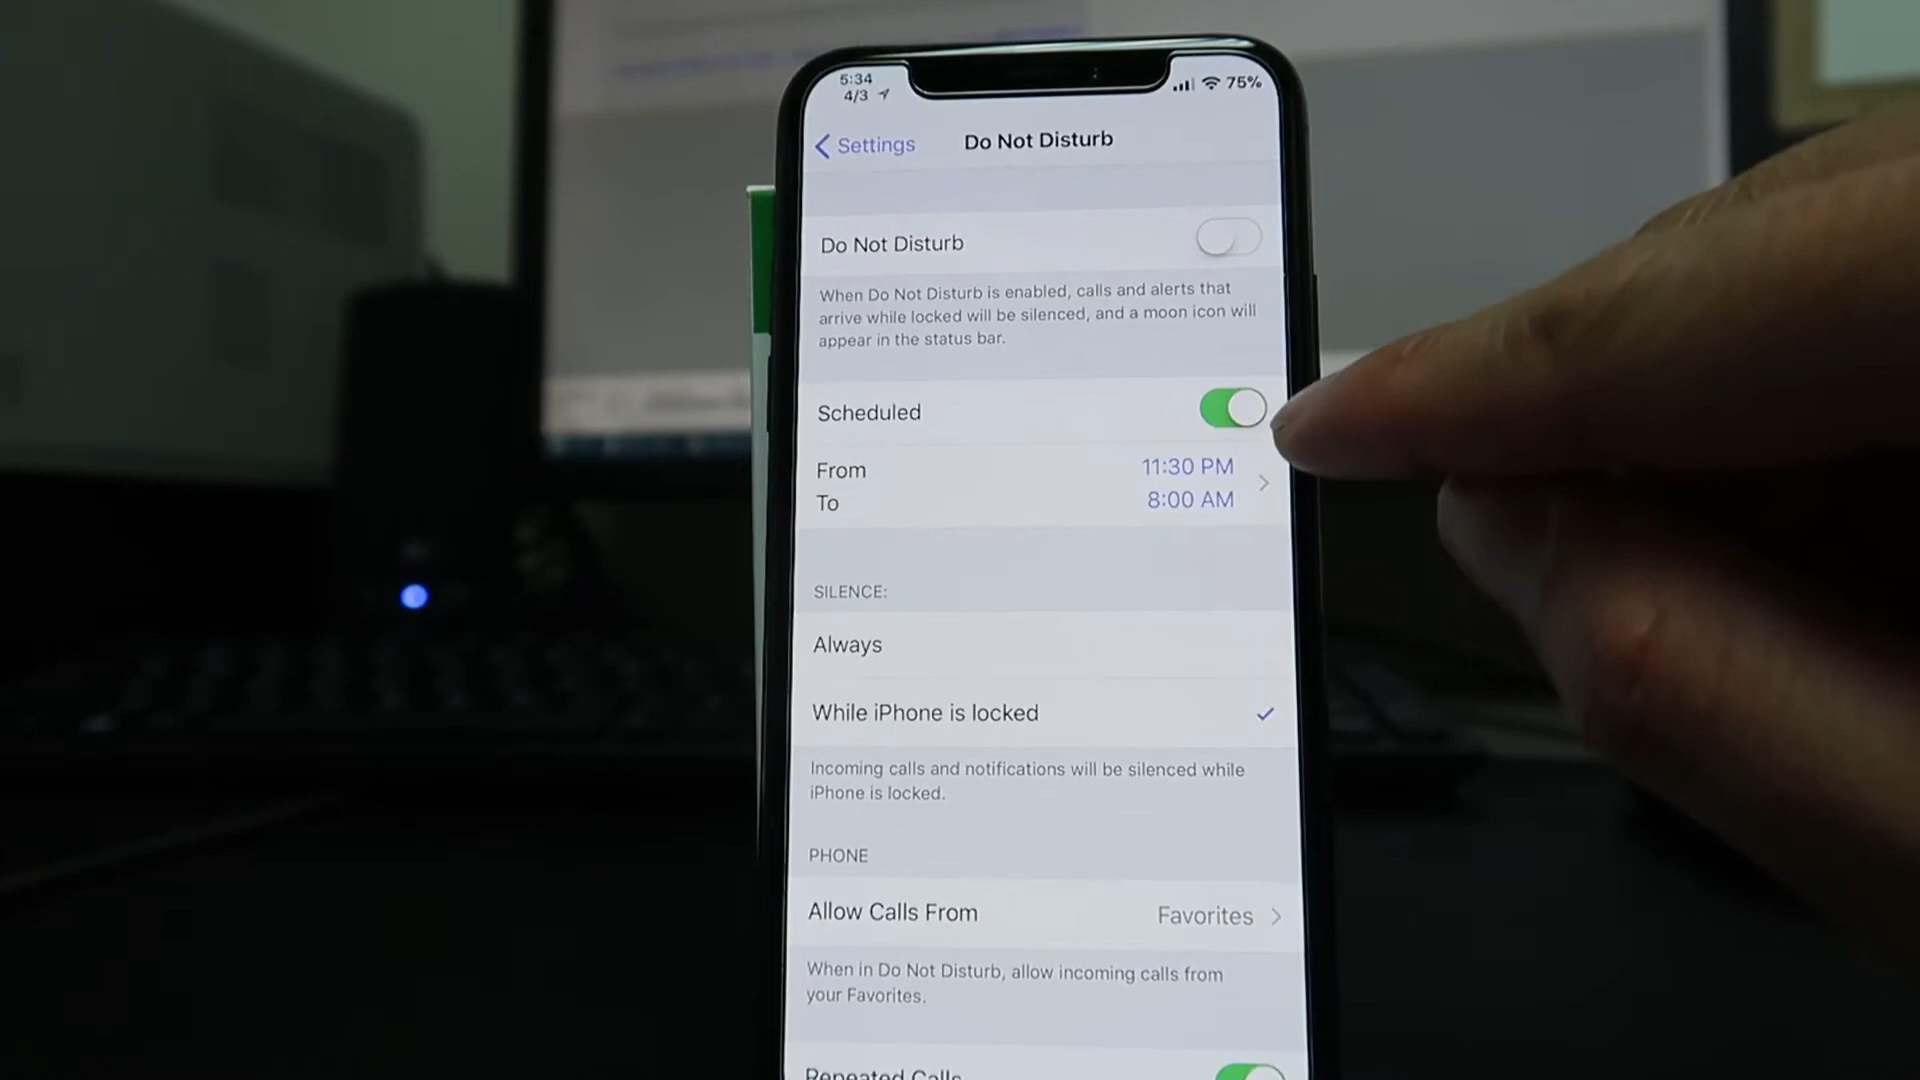 5:34
4/3
75%
Settings
Do Not Disturb
Do Not Disturb
When Do Not Disturb is enabled, calls and alerts that
arrive while locked will be silenced, and a moon icon will
appear in the status bar.
Scheduled
From 11:30 PM
To 8:00 AM
SILENCE:
Always
While iPhone is locked
Incoming calls and notifications will be silenced while
iPhone is locked.
PHONE
Allow Calls From Favorites
When in Do Not Disturb, allow incoming calls from
your Favorites.
Repeated Calls